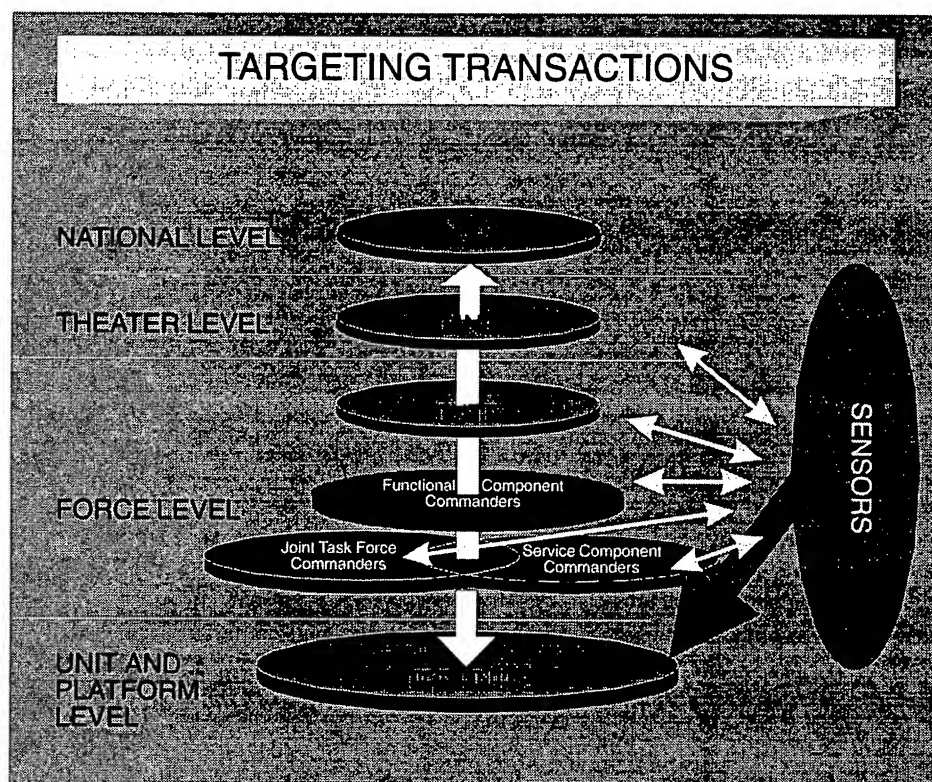 TARGETING TRANSACTIONS
NATIONAL LEVEL
THEATER LEVEL
FORCE LEVEL
Functional Component
Commanders
Joint Task Force
Commanders
Service Component
Commanders
UNIT AND
PLATFORM
LEVEL
SENSORS